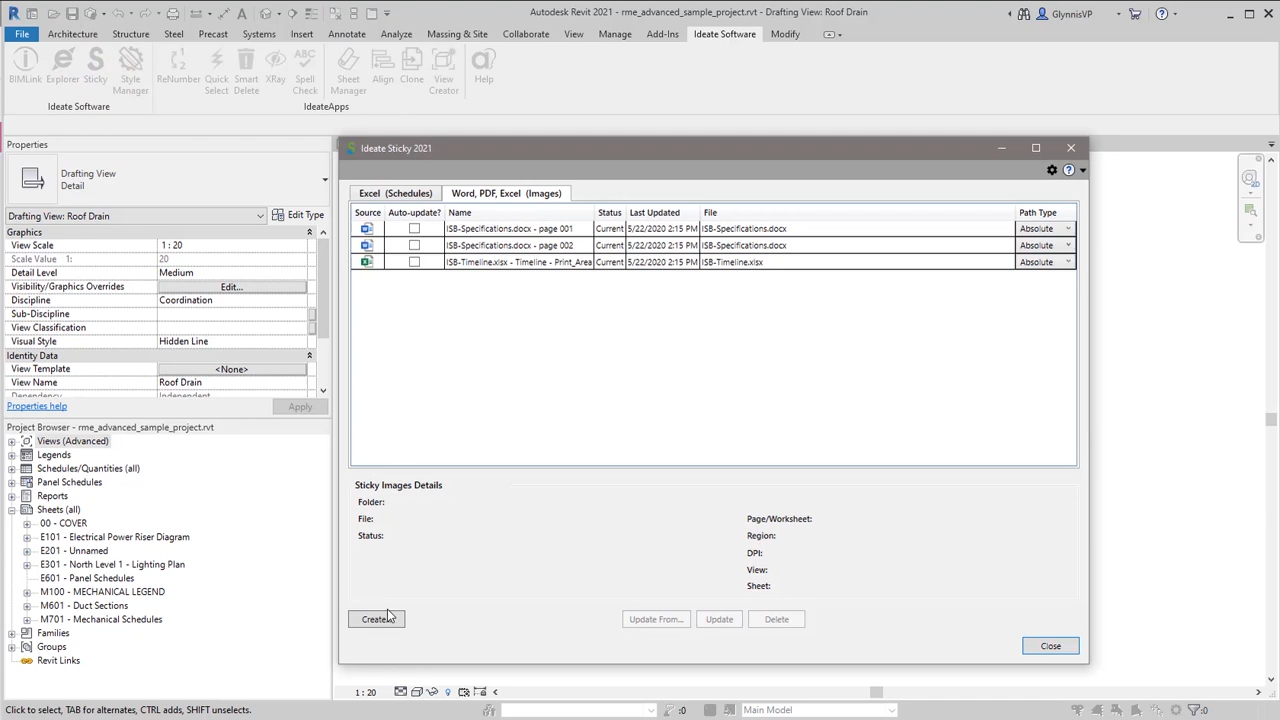 Autodesk Revit 2021 - rme_advanced_sample_project.rvt - Drafting View: Roof Drain
GlynnisVP
File Architecture Structure Steel Precast Systems Insert Annotate Analyze Massing & Site Collaborate View Manage Add-Ins Ideate Software Modify
BIMLink Explorer Sticky Style Manager ReNumber Quick Select Smart Delete XRay Spell Check Sheet Manager Align Clone View Creator Help
Ideate Software IdeateApps
Properties
Drafting View
Detail
Drafting View: Roof Drain Edit Type
Graphics
View Scale 1 : 20
Scale Value 1: 20
Detail Level Medium
Visibility/Graphics Overrides Edit...
Discipline Coordination
Sub-Discipline
View Classification
Visual Style Hidden Line
Identity Data
View Template <None>
View Name Roof Drain
Dependency Independent
Properties help Apply
Project Browser - rme_advanced_sample_project.rvt
Views (Advanced)
Legends
Schedules/Quantities (all)
Panel Schedules
Reports
Sheets (all)
00 - COVER
E101 - Electrical Power Riser Diagram
E201 - Unnamed
E301 - North Level 1 - Lighting Plan
E601 - Panel Schedules
M100 - MECHANICAL LEGEND
M601 - Duct Sections
M701 - Mechanical Schedules
Families
Groups
Revit Links
Ideate Sticky 2021
Excel (Schedules) Word, PDF, Excel (Images)
Source Auto-update? Name Status Last Updated File Path Type
ISB-Specifications.docx - page 001 Current 5/22/2020 2:15 PM ISB-Specifications.docx Absolute
ISB-Specifications.docx - page 002 Current 5/22/2020 2:15 PM ISB-Specifications.docx Absolute
ISB-Timeline.xlsx - Timeline - Print_Area Current 5/22/2020 2:15 PM ISB-Timeline.xlsx Absolute
Sticky Images Details
Folder:
File:
Status:
Page/Worksheet:
Region:
DPI:
View:
Sheet:
Create Update From... Update Delete
Close
1 : 20
Click to select, TAB for alternates, CTRL adds, SHIFT unselects. :0 Main Model :0